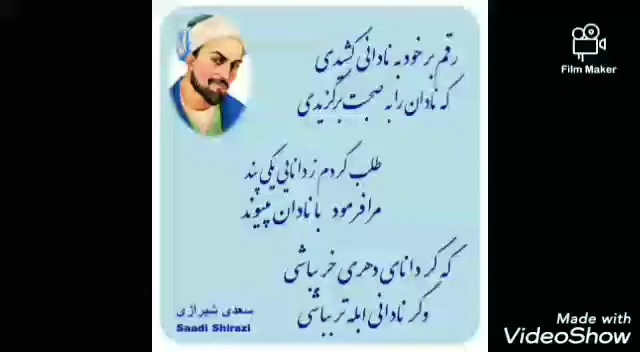 رقم بر خود به نادانی کشیدی
که نادان را به صحبت برگزیدی
طلب کردم ز دانایی یکی پند
مرا فرمود با نادان مپیوند
که گر دانای دهری خر بباشی
وگر نادانی ابله تر بباشی
سعدی شیرازی
Saadi Shirazi
Film Maker
Made with
VideoShow